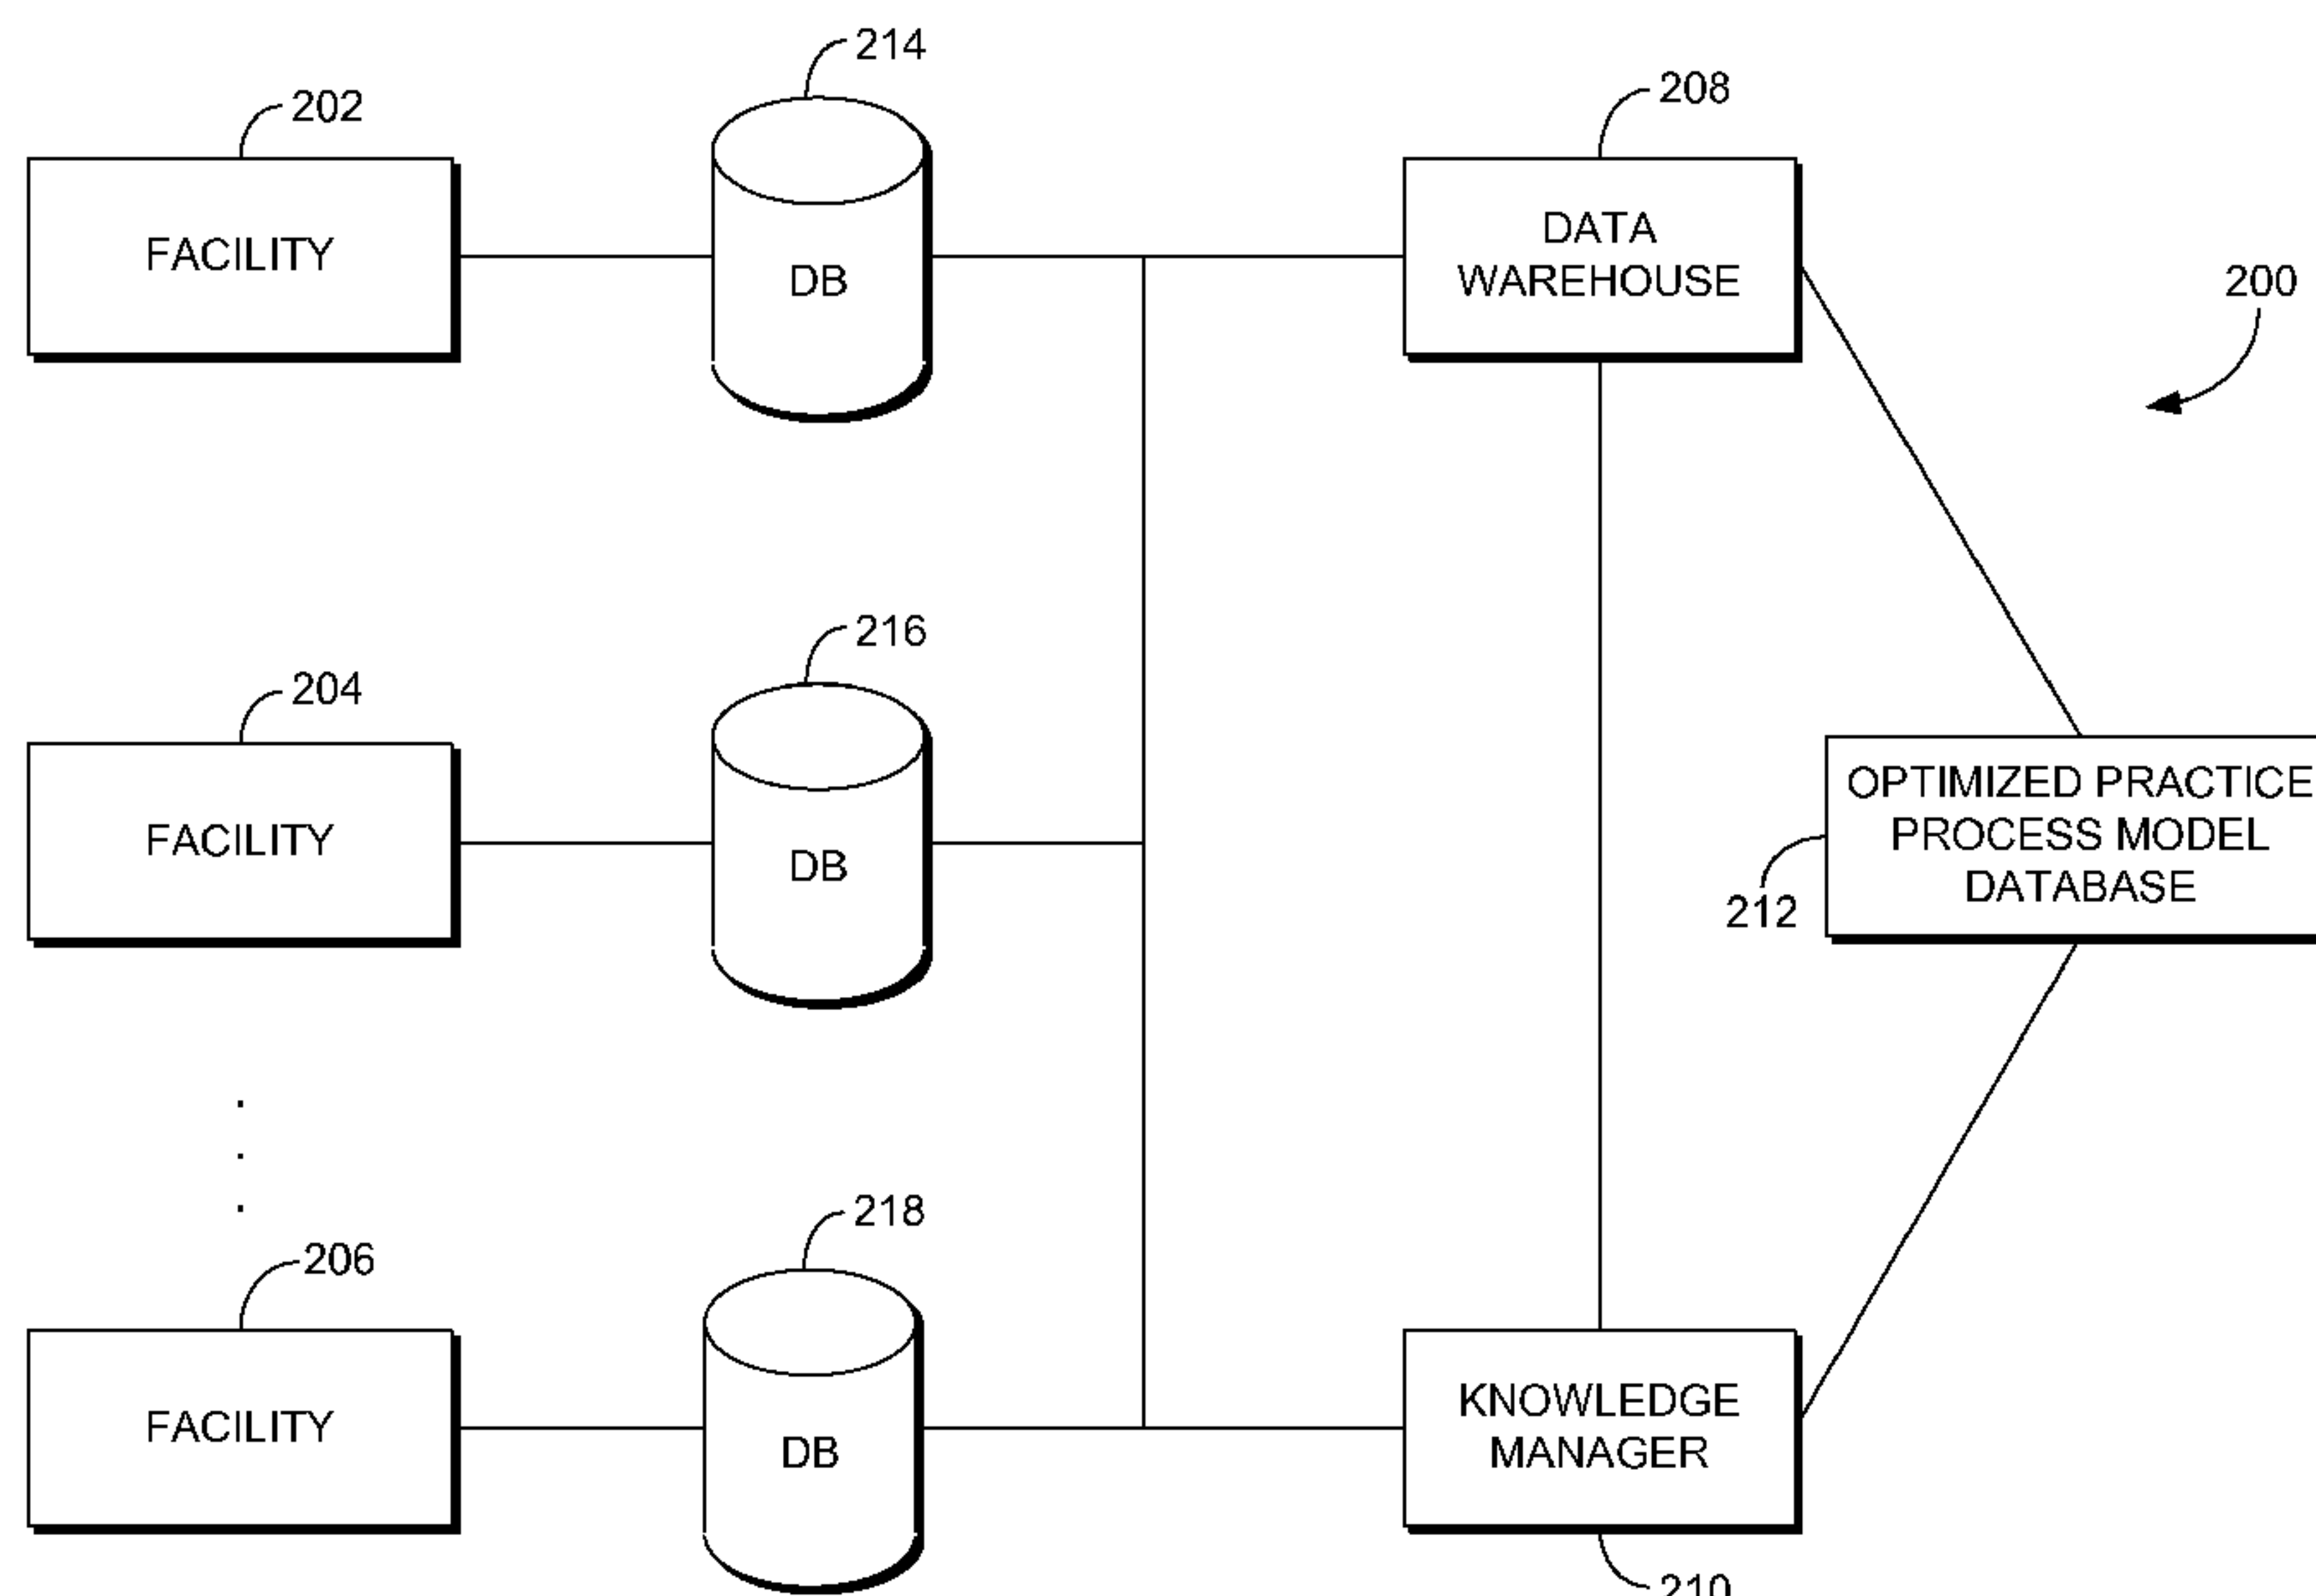 214
202
208
FACILITY
DB
DATA
WAREHOUSE
200
216
204
FACILITY
DB
OPTIMIZED PRACTICE
PROCESS MODEL
DATABASE
212
218
206
FACILITY
DB
KNOWLEDGE
MANAGER
210